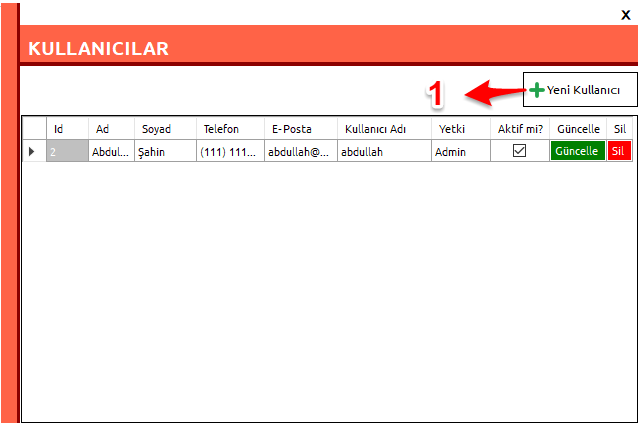 X
KULLANICILAR
1 Yeni Kullanıcı
Id Ad Soyad Telefon E-Posta Kullanıcı Adı Yetki Aktif mi? Güncelle Sil
2 Abdul... Şahin (111) 111... abdullah@... abdullah Admin Güncelle Sil